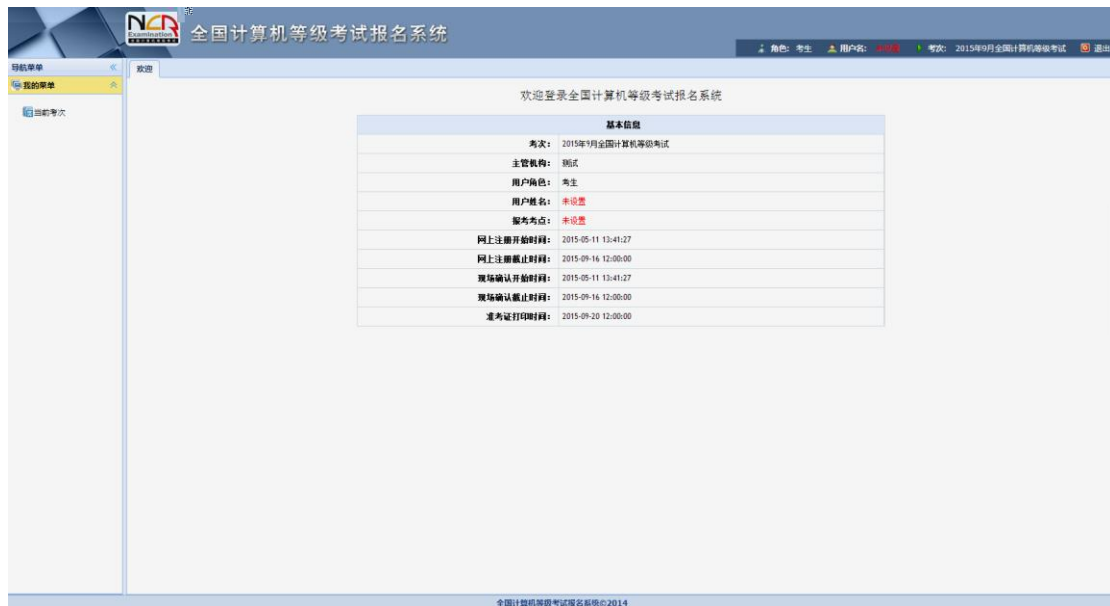 NCR
Examination
全国计算机等级考试报名系统
角色: 考生 用户名: 考次: 2015年9月全国计算机等级考试 退出
导航菜单
欢迎
我的菜单
当前考次
欢迎登录全国计算机等级考试报名系统
基本信息
考次: 2015年9月全国计算机等级考试
主管机构: 测试
用户角色: 考生
用户姓名: 未设置
报考考点: 未设置
网上注册开始时间: 2015-05-11 13:41:27
网上注册截止时间: 2015-09-16 12:00:00
现场确认开始时间: 2015-05-11 13:41:27
现场确认截止时间: 2015-09-16 12:00:00
准考证打印时间: 2015-09-20 12:00:00
全国计算机等级考试报名系统©2014